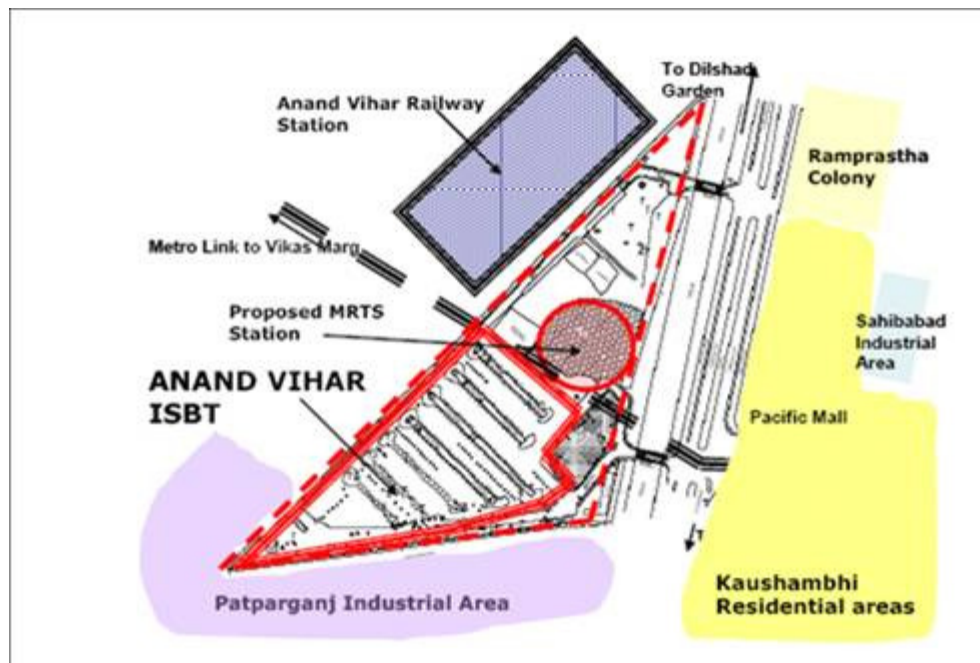 To Dilshad
Garden
Anand Vihar Railway
Station
Ramprastha
Colony
Metro Link to Vikas Marg
Proposed MRTS
Station
Sahibabad
Industrial
Area
ANAND VIHAR
ISBT
Pacific Mall
Patparganj Industrial Area
Kaushambhi
Residential areas